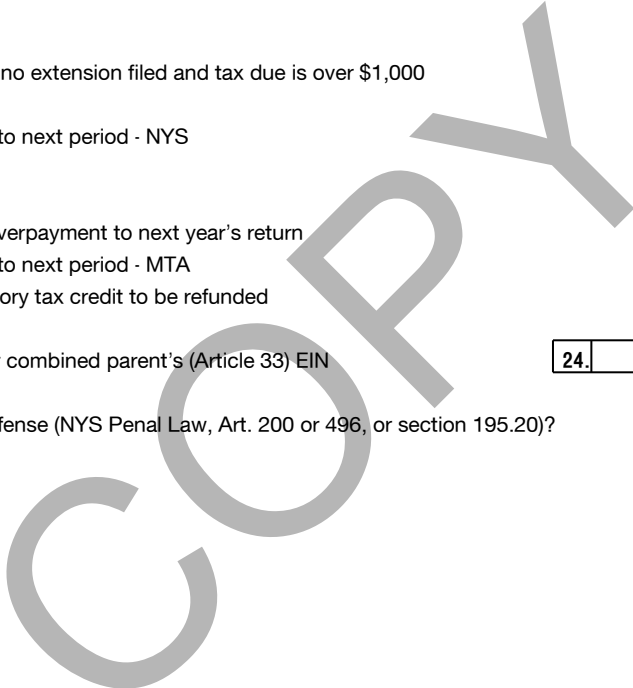 no extension filed and tax due is over $1,000
to next period - NYS
verpayment to next year's return
to next period - MTA
ory tax credit to be refunded
combined parent's (Article 33) EIN
24.
fense (NYS Penal Law, Art. 200 or 496, or section 195.20)?
COPY